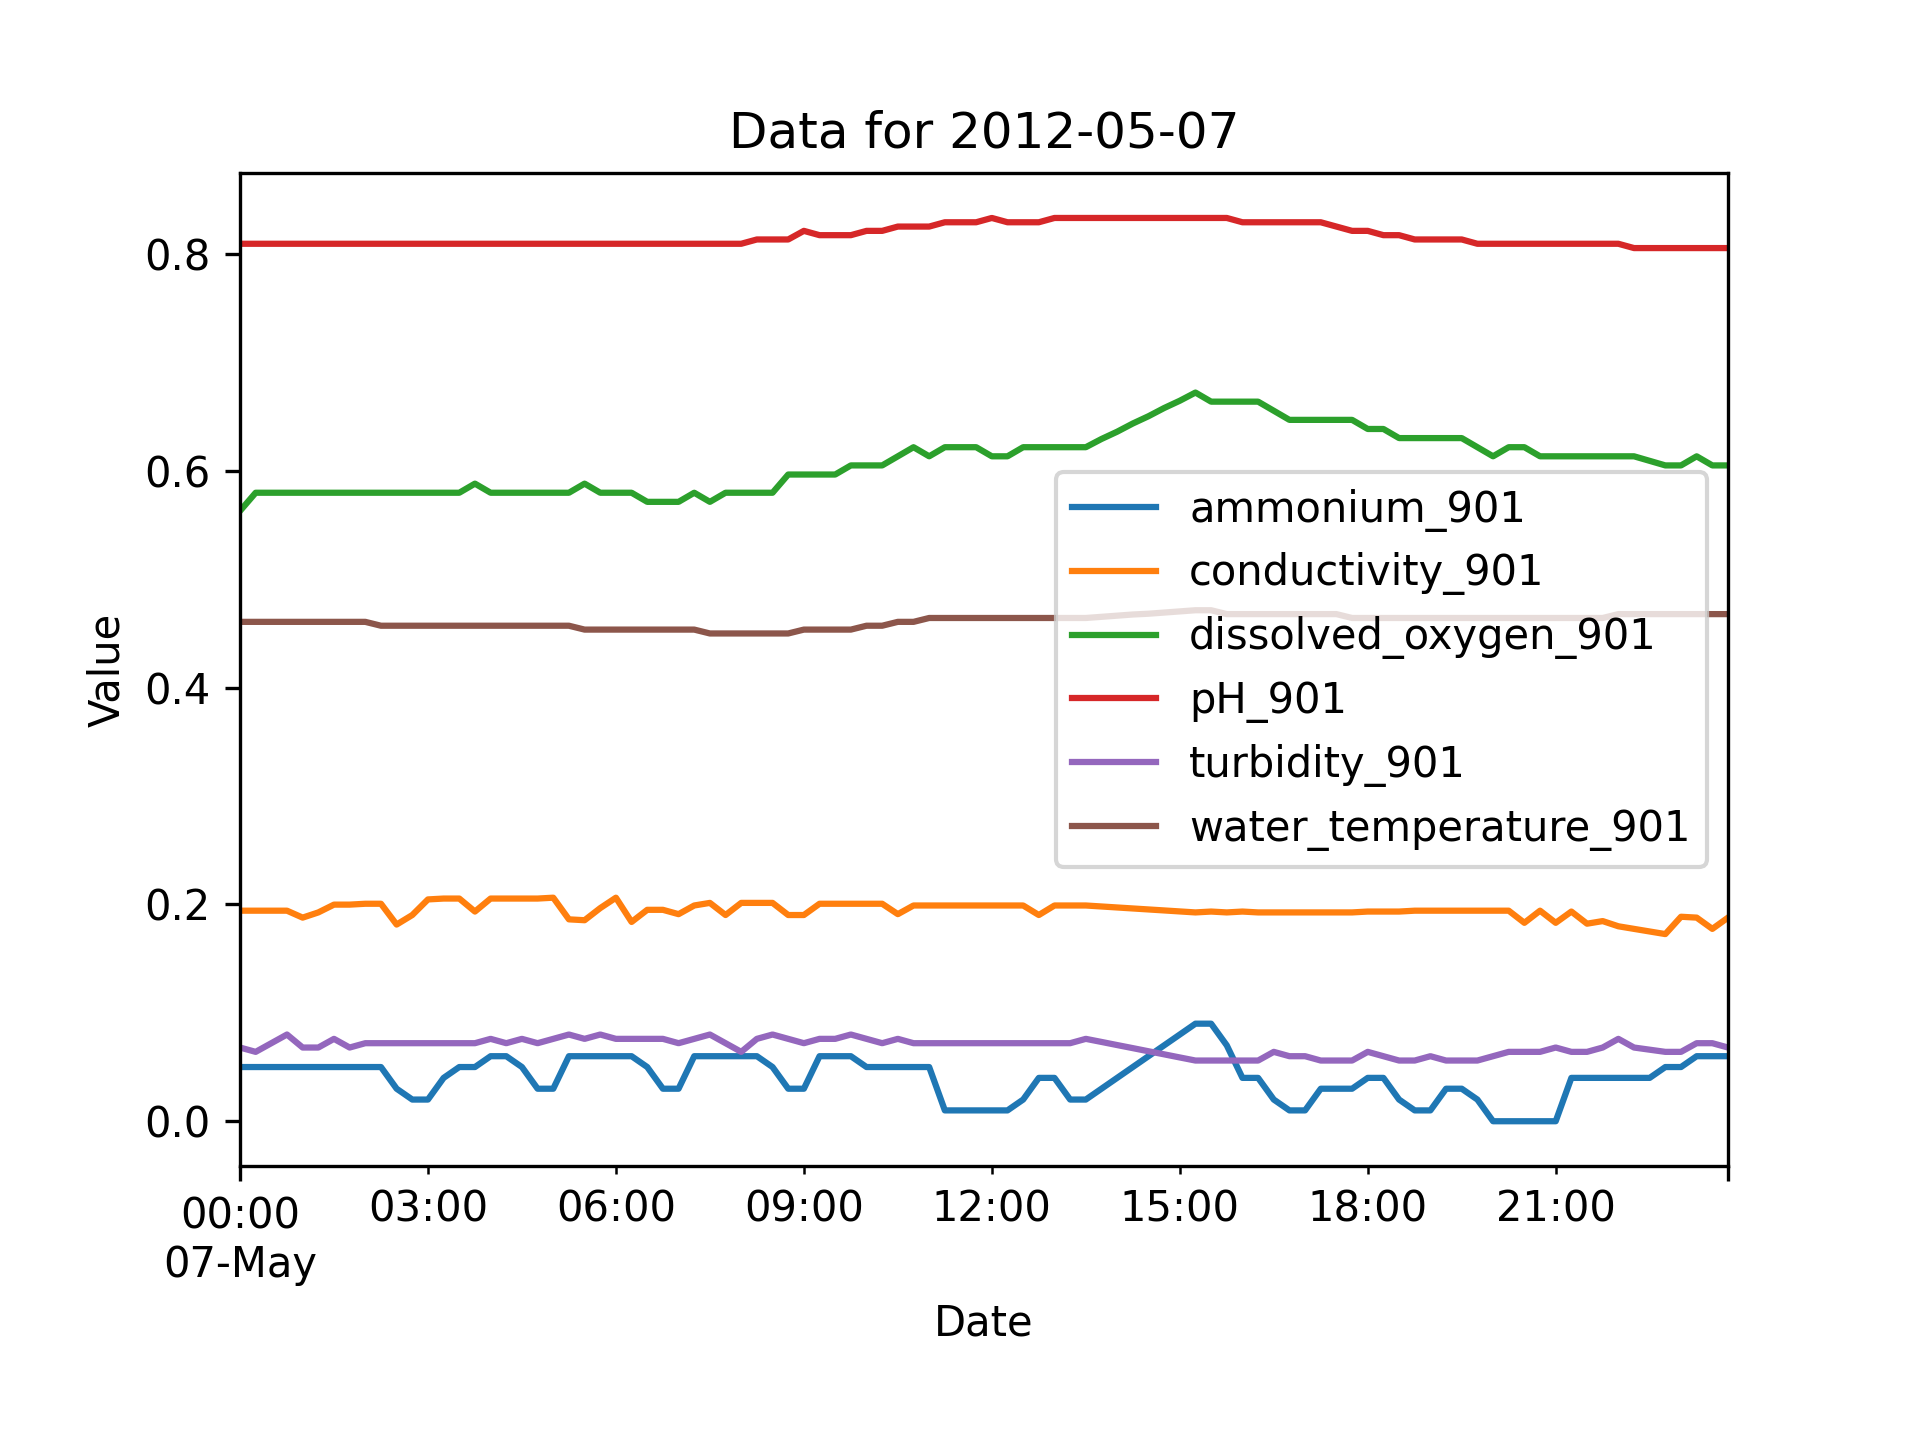 Data for 2012-05-07
Value
0.8
0.6
0.4
0.2
0.0
ammonium_901
conductivity_901
dissolved_oxygen_901
pH_901
turbidity_901
water_temperature_901
00:00 03:00 06:00 09:00 12:00 15:00 18:00 21:00
07-May
Date